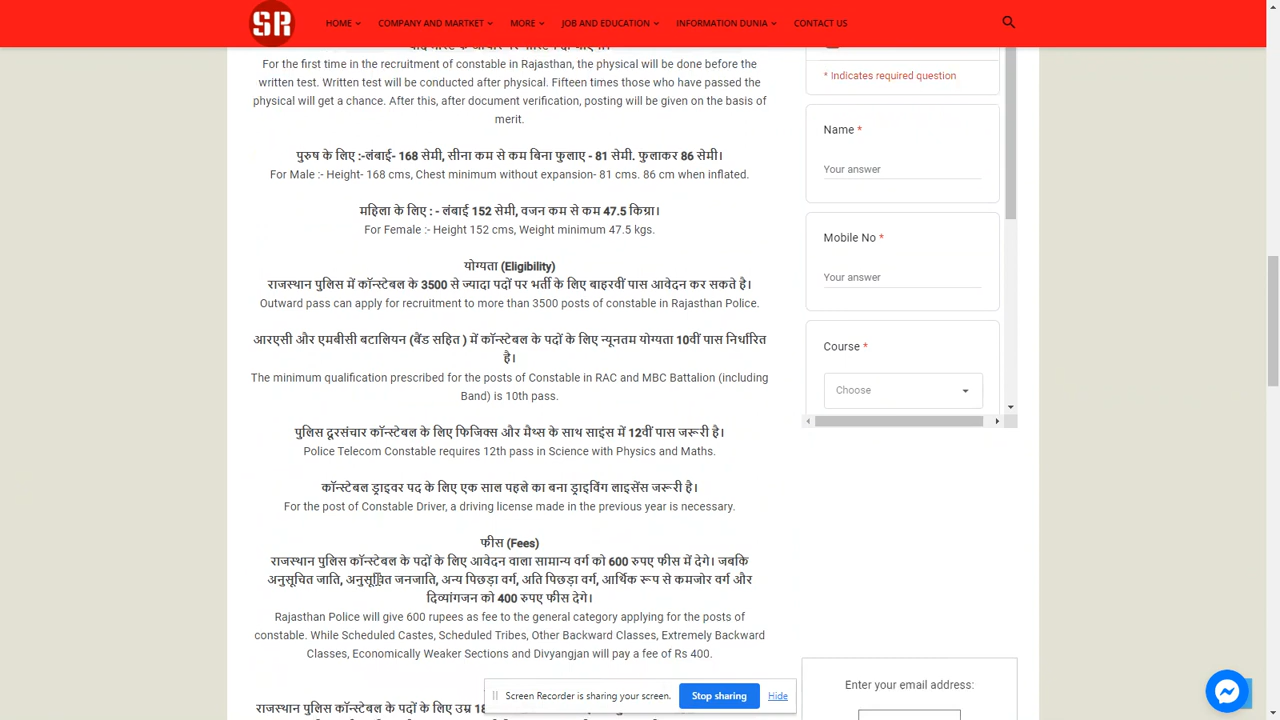 SR
HOME
COMPANY AND MARTKET
MORE
JOB AND EDUCATION
INFORMATION DUNIA
CONTACT US
For the first time in the recruitment of constable in Rajasthan, the physical will be done before the
written test. Written test will be conducted after physical. Fifteen times those who have passed the
physical will get a chance. After this, after document verification, posting will be given on the basis of
merit.
पुरुष के लिए :-लंबाई- 168 सेमी, सीना कम से कम बिना फुलाए - 81 सेमी. फुलाकर 86 सेमी।
For Male :- Height- 168 cms, Chest minimum without expansion- 81 cms. 86 cm when inflated.
महिला के लिए : - लंबाई 152 सेमी, वजन कम से कम 47.5 किग्रा।
For Female :- Height 152 cms, Weight minimum 47.5 kgs.
योग्यता (Eligibility)
राजस्थान पुलिस में कॉन्स्टेबल के 3500 से ज्यादा पदों पर भर्ती के लिए बाहरवीं पास आवेदन कर सकते है।
Outward pass can apply for recruitment to more than 3500 posts of constable in Rajasthan Police.
आरएसी और एमबीसी बटालियन (बैंड सहित ) में कॉन्स्टेबल के पदों के लिए न्यूनतम योग्यता 10वीं पास निर्धारित
है।
The minimum qualification prescribed for the posts of Constable in RAC and MBC Battalion (including
Band) is 10th pass.
पुलिस दूरसंचार कॉन्स्टेबल के लिए फिजिक्स और मैथ्स के साथ साइंस में 12वीं पास जरूरी है।
Police Telecom Constable requires 12th pass in Science with Physics and Maths.
कॉन्स्टेबल ड्राइवर पद के लिए एक साल पहले का बना ड्राइविंग लाइसेंस जरूरी है।
For the post of Constable Driver, a driving license made in the previous year is necessary.
फीस (Fees)
राजस्थान पुलिस कॉन्स्टेबल के पदों के लिए आवेदन वाला सामान्य वर्ग को 600 रुपए फीस में देगे। जबकि
अनुसूचित जाति, अनुसूचित जनजाति, अन्य पिछड़ा वर्ग, अति पिछड़ा वर्ग, आर्थिक रूप से कमजोर वर्ग और
दिव्यांगजन को 400 रुपए फीस देगे।
Rajasthan Police will give 600 rupees as fee to the general category applying for the posts of
constable. While Scheduled Castes, Scheduled Tribes, Other Backward Classes, Extremely Backward
Classes, Economically Weaker Sections and Divyangjan will pay a fee of Rs 400.
राजस्थान पुलिस कॉन्स्टेबल के पदों के लिए उम्र
* Indicates required question
Name *
Your answer
Mobile No *
Your answer
Course *
Choose
Enter your email address:
Screen Recorder is sharing your screen.
Stop sharing
Hide